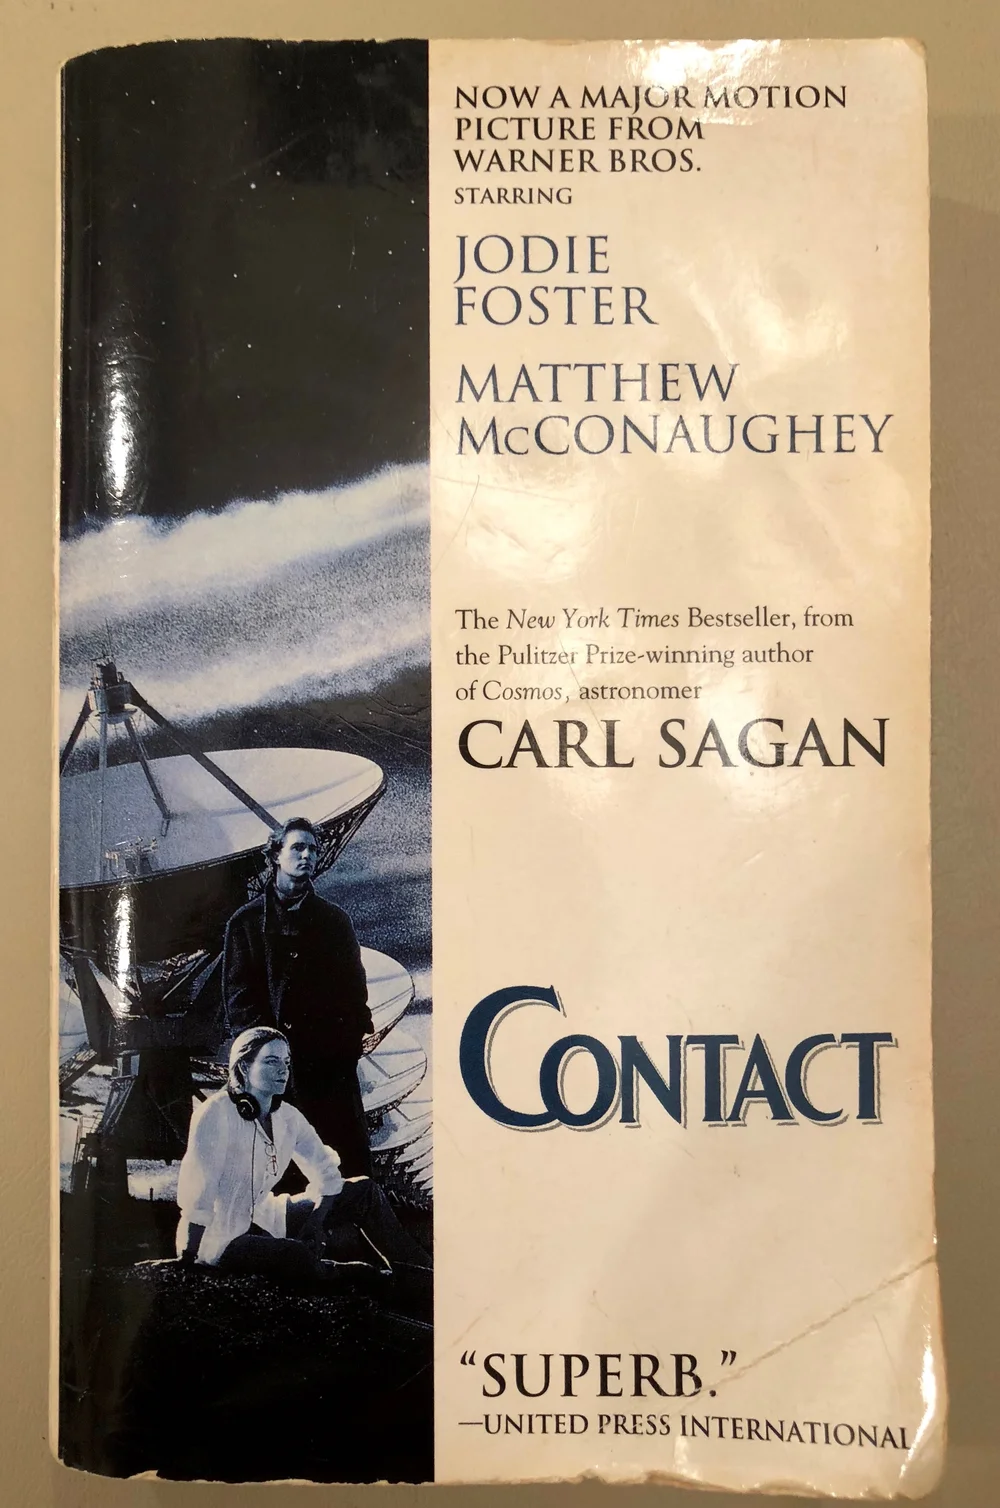 NOW A MAJOR MOTION
PICTURE FROM
WARNER BROS.
STARRING
JODIE
FOSTER
MATTHEW
McCONAUGHEY
The New York Times Bestseller, from
the Pulitzer Prize-winning author
of Cosmos, astronomer
CARL SAGAN
CONTACT
“SUPERB.”
—UNITED PRESS INTERNATIONAL